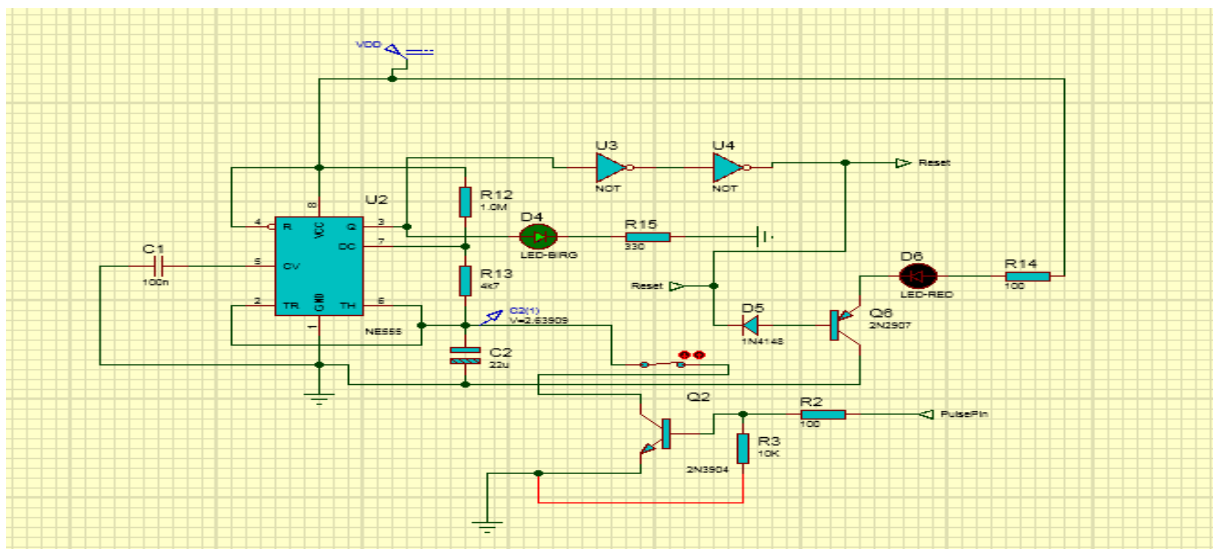 VDD
U3
U4
NOT
NOT
Reset
U2
R12
1.0M
8
VCC
4
R
Q
3
DC
7
D4
LED-BIRG
R15
330
C1
100n
5
CV
R13
4k7
Reset
D6
LED-RED
R14
100
2
TR
GND
TH
6
1
NE555
C2(1)
V=2.63909
D5
1N4148
Q6
2N2907
C2
22u
Q2
2N3904
R2
100
PulsePin
R3
10K